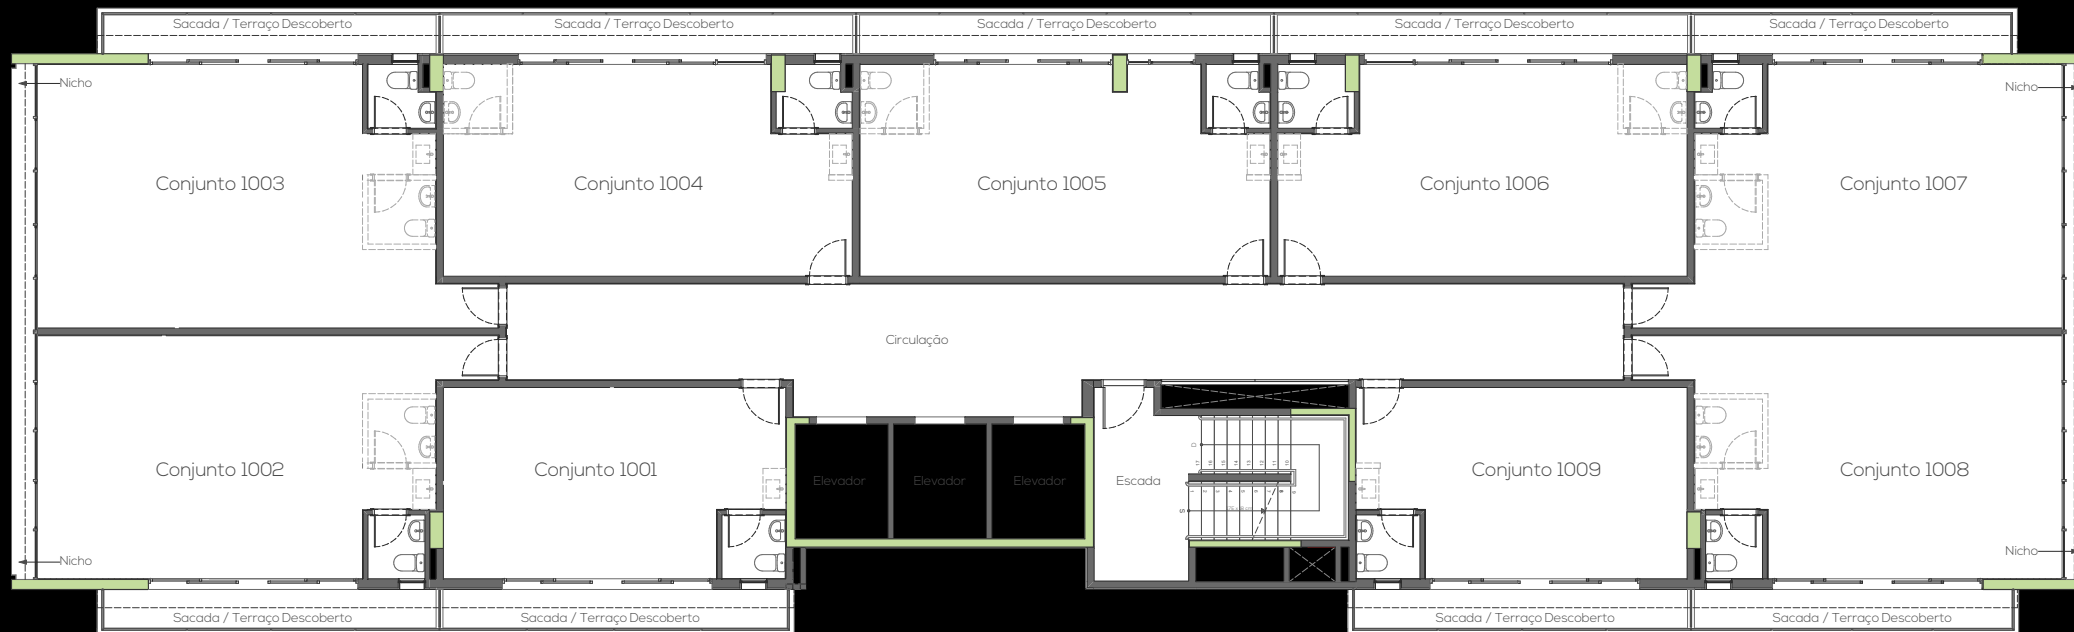 Sacada / Terraço Descoberto
Sacada / Terraço Descoberto
Sacada / Terraço Descoberto
Sacada / Terraço Descoberto
Sacada / Terraço Descoberto
Nicho
Nicho
Conjunto 1003
Conjunto 1004
Conjunto 1005
Conjunto 1006
Conjunto 1007
Circulação
Conjunto 1002
Conjunto 1001
Elevador
Elevador
Elevador
Escada
Conjunto 1009
Conjunto 1008
Nicho
Nicho
Sacada / Terraço Descoberto
Sacada / Terraço Descoberto
Sacada / Terraço Descoberto
Sacada / Terraço Descoberto